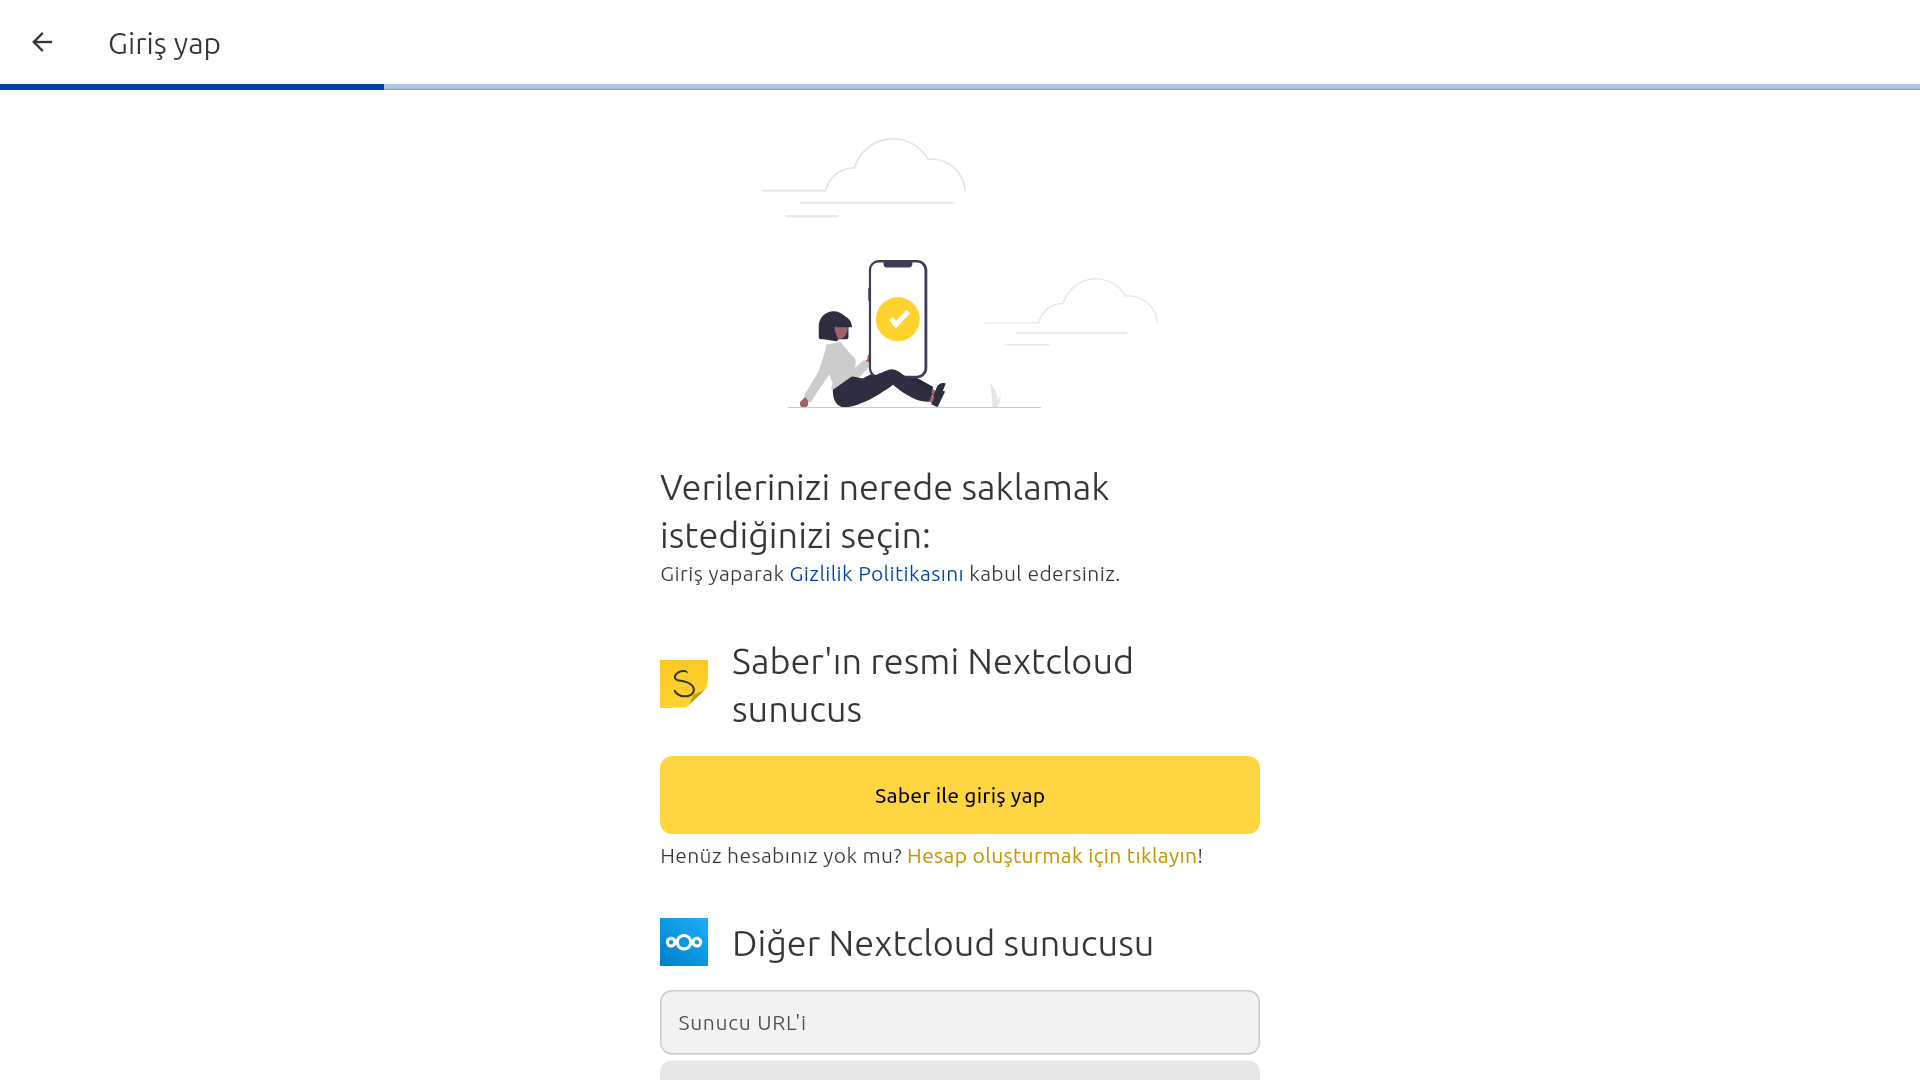 Giriş yap
Verilerinizi nerede saklamak
istediğinizi seçin:
Giriş yaparak Gizlilik Politikasını kabul edersiniz.
S
Saber'ın resmi Nextcloud
sunucus
Saber ile giriş yap
Henüz hesabınız yok mu? Hesap oluşturmak için tıklayın!
Diğer Nextcloud sunucusu
Sunucu URL'i